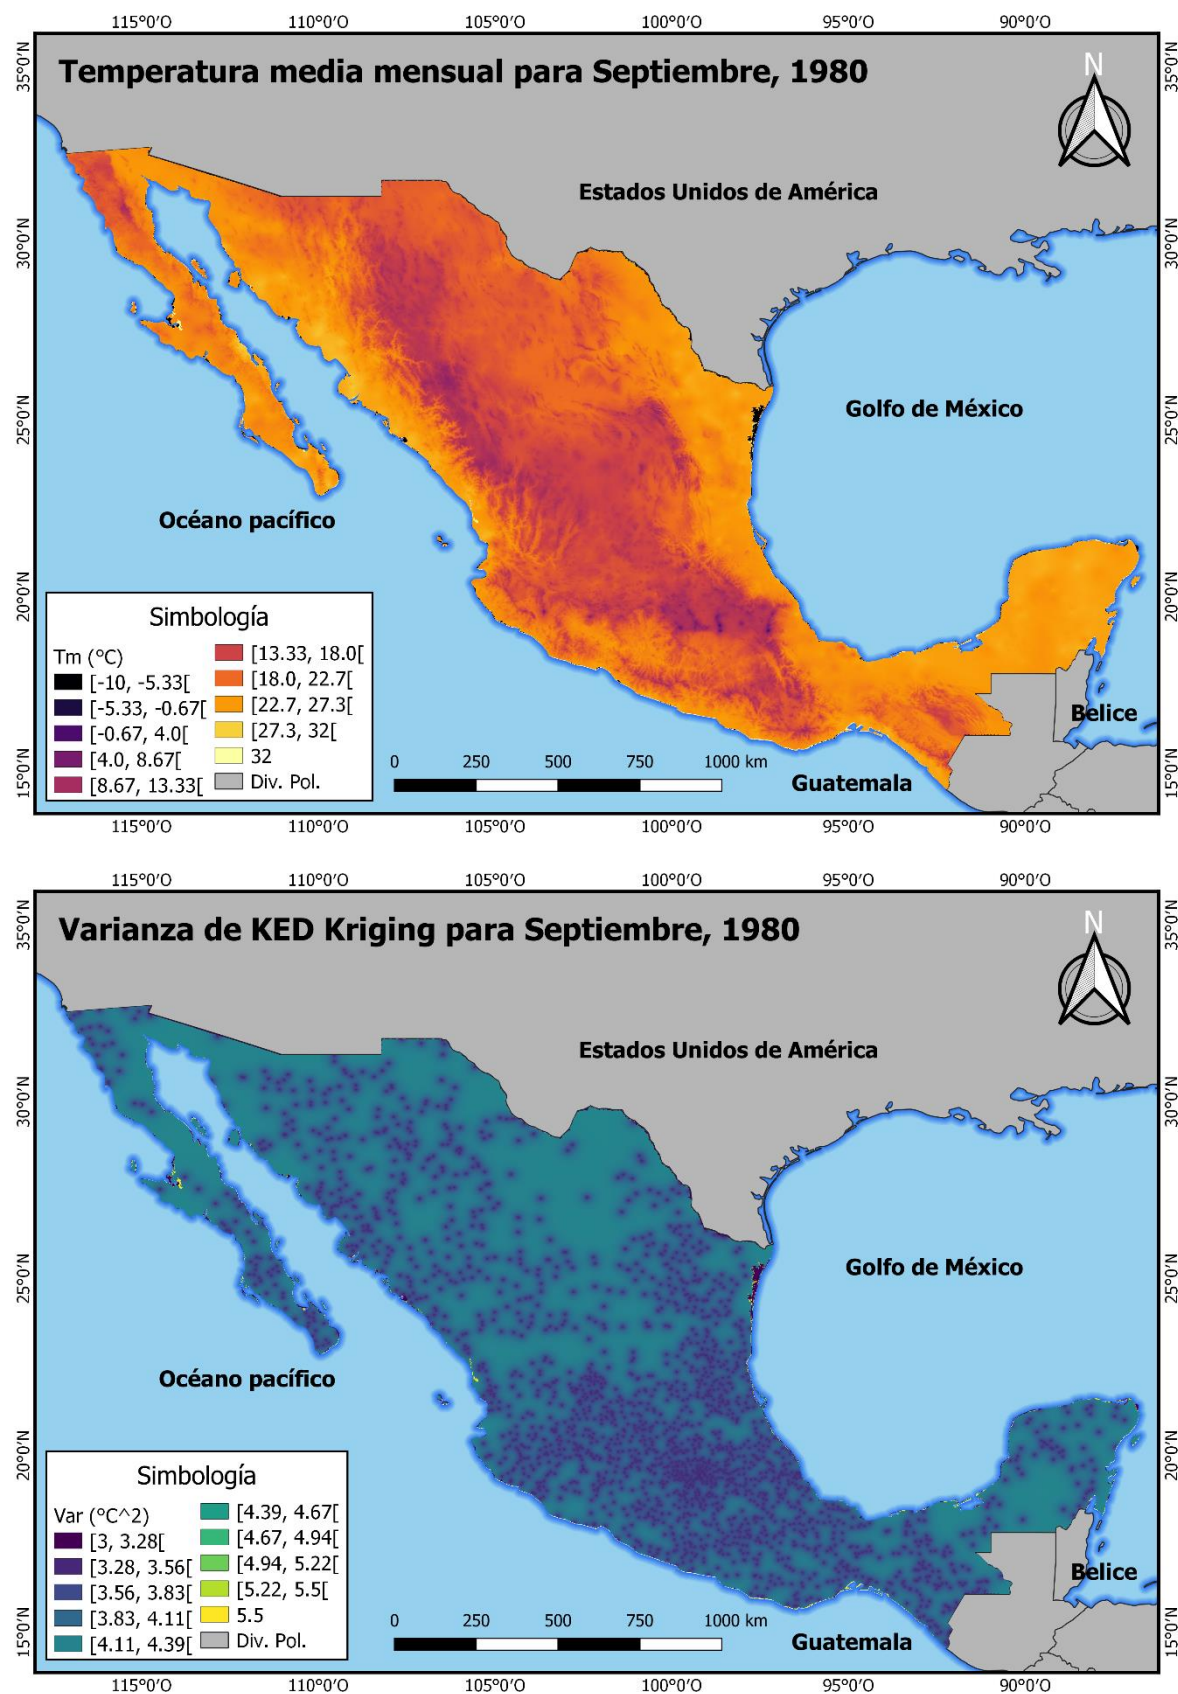 115°0'O 110°0'O 105°0'O 100°0'O 95°0'O 90°0'O
35°0'N 35°0'N
Temperatura media mensual para Septiembre, 1980
N
Estados Unidos de América
30°0'N 30°0'N
25°0'N 25°0'N
Golfo de México
Océano pacífico
20°0'N 20°0'N
Simbología
Tm (°C)
[-10, -5.33[
[-5.33, -0.67[
[-0.67, 4.0[
[4.0, 8.67[
[8.67, 13.33[
[13.33, 18.0[
[18.0, 22.7[
[22.7, 27.3[
[27.3, 32[
32
Div. Pol.
Belice
0 250 500 750 1000 km
Guatemala
15°0'N 15°0'N
115°0'O 110°0'O 105°0'O 100°0'O 95°0'O 90°0'O
115°0'O 110°0'O 105°0'O 100°0'O 95°0'O 90°0'O
35°0'N 35°0'N
Varianza de KED Kriging para Septiembre, 1980
N
Estados Unidos de América
30°0'N 30°0'N
25°0'N 25°0'N
Golfo de México
Océano pacífico
20°0'N 20°0'N
Simbología
Var (°C^2)
[3, 3.28[
[3.28, 3.56[
[3.56, 3.83[
[3.83, 4.11[
[4.11, 4.39[
[4.39, 4.67[
[4.67, 4.94[
[4.94, 5.22[
[5.22, 5.5[
5.5
Div. Pol.
Belice
0 250 500 750 1000 km
Guatemala
15°0'N 15°0'N
115°0'O 110°0'O 105°0'O 100°0'O 95°0'O 90°0'O